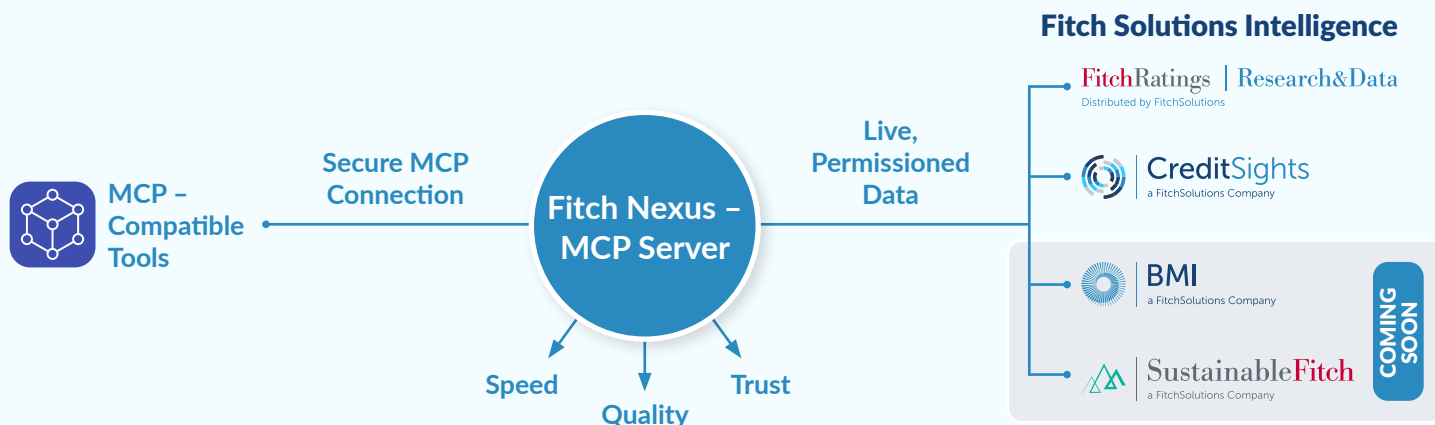 Fitch Solutions Intelligence
FitchRatings | Research&Data
Distributed by FitchSolutions
MCP –
Compatible
Tools
Secure MCP
Connection
Fitch Nexus –
MCP Server
Live,
Permissioned
Data
CreditSights
a FitchSolutions Company
BMI
a FitchSolutions Company
SustainableFitch
a FitchSolutions Company
COMING
SOON
Speed
Quality
Trust